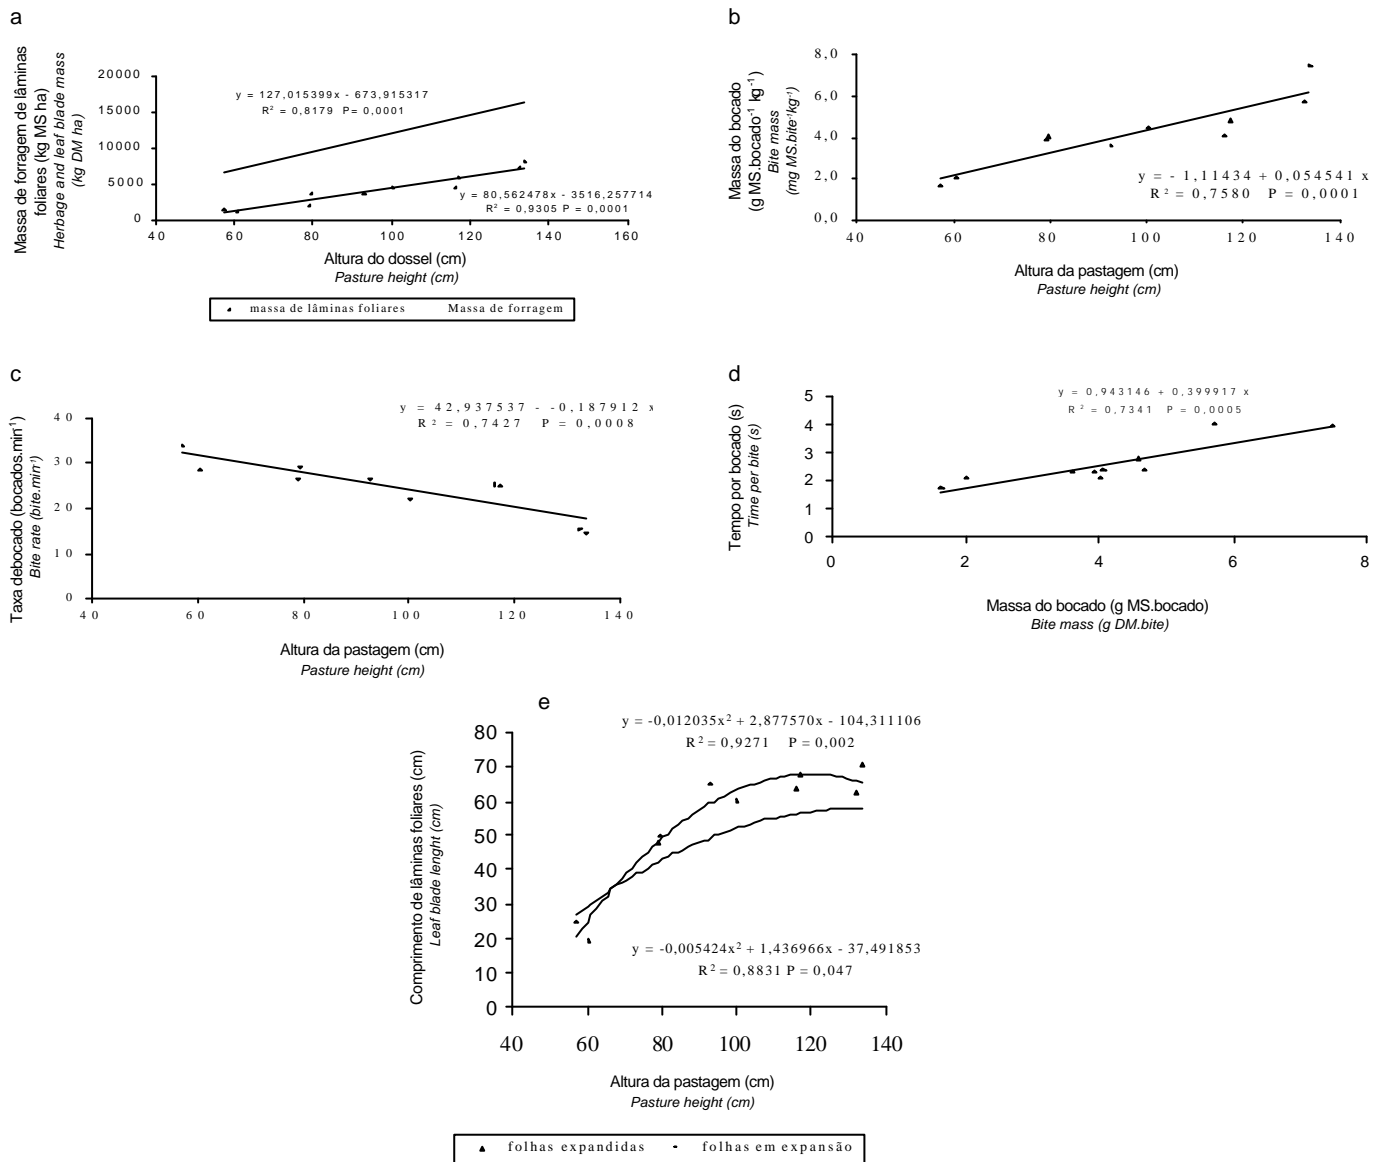 a
Massa de forragem de lâminas
foliares (kg MS ha)
Herbage and leaf blade mass
(kg DM ha)
20000
15000
10000
5000
0
y = 127,015399x - 673,915317
R² = 0,8179 P= 0,0001
y = 80,562478x - 3516,257714
R² = 0,9305 P = 0,0001
40 60 80 100 120 140 160
Altura do dossel (cm)
Pasture height (cm)
massa de lâminas foliares Massa de forragem
b
Massa do bocado
(g MS.bocado⁻¹ kg⁻¹)
Bite mass
(mg MS.bite⁻¹kg⁻¹)
8,0
6,0
4,0
2,0
0,0
y = - 1,11434 + 0,054541 x
R² = 0,7580 P = 0,0001
40 60 80 100 120 140
Altura da pastagem (cm)
Pasture height (cm)
c
Taxa debocado (bocados.min⁻¹)
Bite rate (bite.min⁻¹)
40
30
20
10
0
y = 42,937537 - -0,187912 x
R² = 0,7427 P = 0,0008
40 60 80 100 120 140
Altura da pastagem (cm)
Pasture height (cm)
d
Tempo por bocado (s)
Time per bite (s)
5
4
3
2
1
0
y = 0,943146 + 0,399917 x
R² = 0,7341 P = 0,0005
0 2 4 6 8
Massa do bocado (g MS.bocado)
Bite mass (g DM.bite)
e
Comprimento de lâminas foliares (cm)
Leaf blade lenght (cm)
80
70
60
50
40
30
20
10
0
y = -0,012035x² + 2,877570x - 104,311106
R² = 0,9271 P = 0,002
y = -0,005424x² + 1,436966x - 37,491853
R² = 0,8831 P = 0,047
40 60 80 100 120 140
Altura da pastagem (cm)
Pasture height (cm)
folhas expandidas folhas em expansão